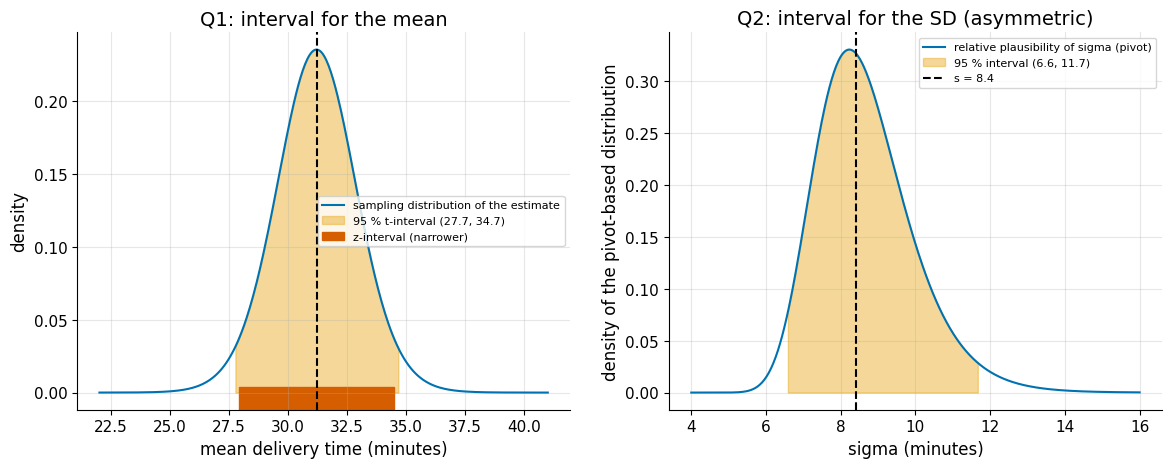 Q1: interval for the mean
density
0.20
0.15
0.10
0.05
0.00
sampling distribution of the estimate
95 % t-interval (27.7, 34.7)
z-interval (narrower)
22.5 25.0 27.5 30.0 32.5 35.0 37.5 40.0
mean delivery time (minutes)
Q2: interval for the SD (asymmetric)
density of the pivot-based distribution
0.30
0.25
0.20
0.15
0.10
0.05
0.00
relative plausibility of sigma (pivot)
95 % interval (6.6, 11.7)
s = 8.4
4 6 8 10 12 14 16
sigma (minutes)